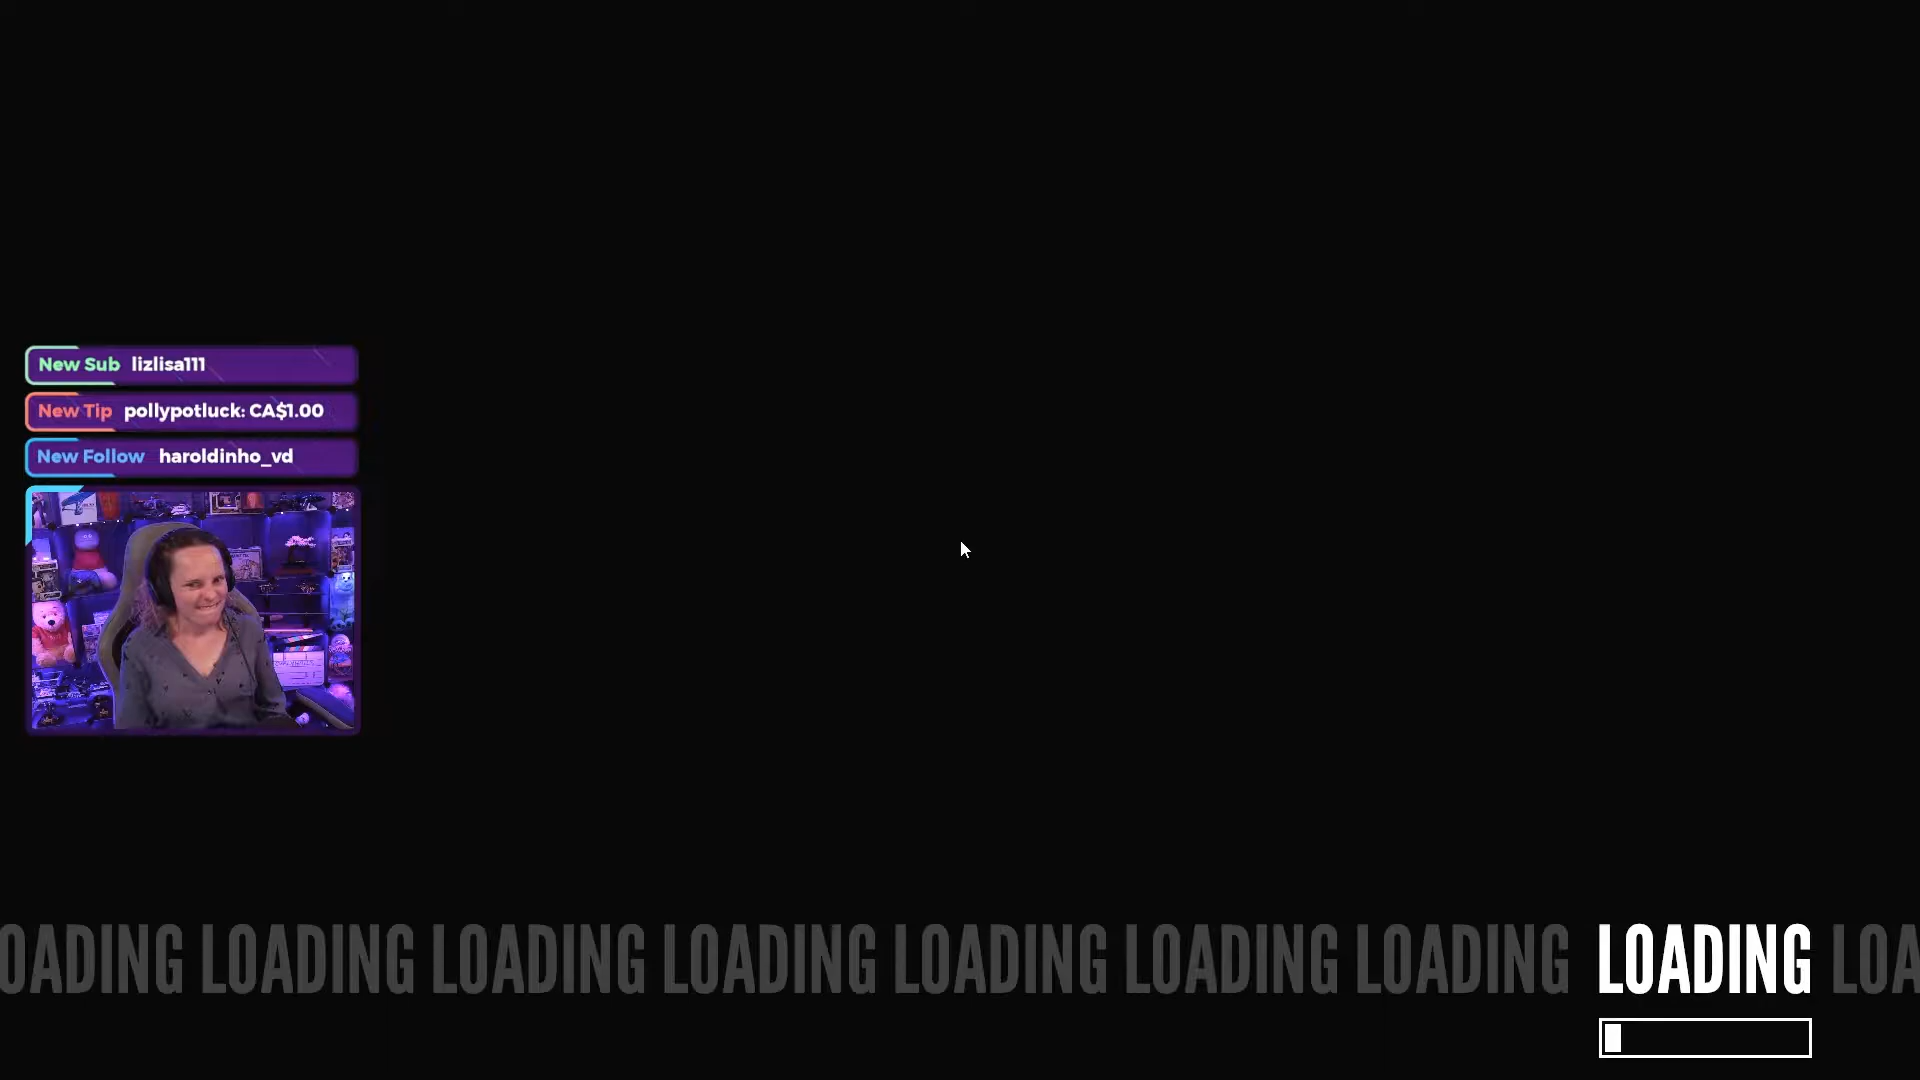 New Sub lizlisa111
New Tip pollypotluck: CA$1.00
New Follow haroldinho_vd
OADING LOADING LOADING LOADING LOADING LOADING LOADING LOADING LOA